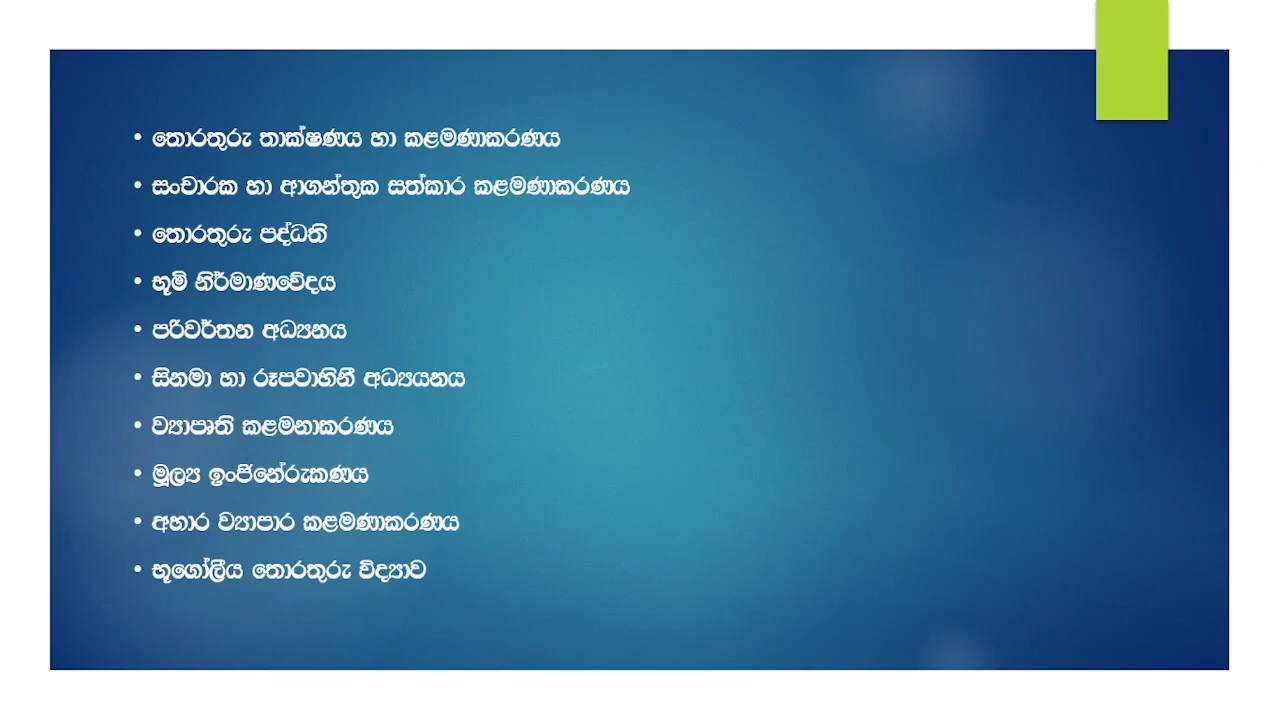 • තොරතුරු තාක්ෂණය හා කළමණාකරණය
• සංචාරක හා ආගන්තුක සත්කාර කළමණාකරණය
• තොරතුරු පද්ධති
• භූමි නිර්මාණවේදය
• පරිවර්තන අධ්‍යනය
• සිනමා හා රූපවාහිනී අධ්‍යයනය
• ව්‍යාපෘති කළමනාකරණය
• මූල්‍ය ඉංජිනේරුකණය
• අහාර ව්‍යාපාර කළමණාකරණය
• භූගෝලීය තොරතුරු විද්‍යාව